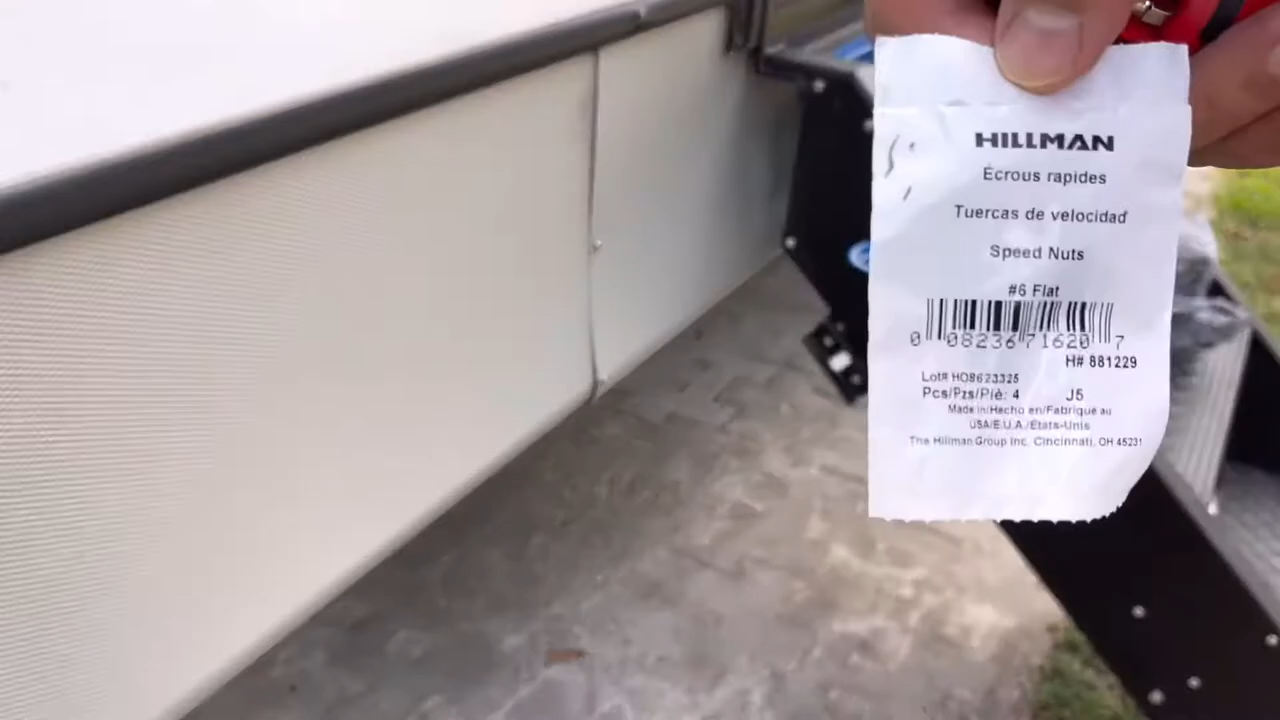 HILLMAN
Écrous rapides
Tuercas de velocidad
Speed Nuts
#6 Flat
0 08236 71620 7
H# 881229
Lot# HO8623325
Pcs/Pzs/Piè: 4 J5
Made in/Hecho en/Fabriqué au
USA/E.U.A./États-Unis
The Hillman Group Inc. Cincinnati, OH 45231